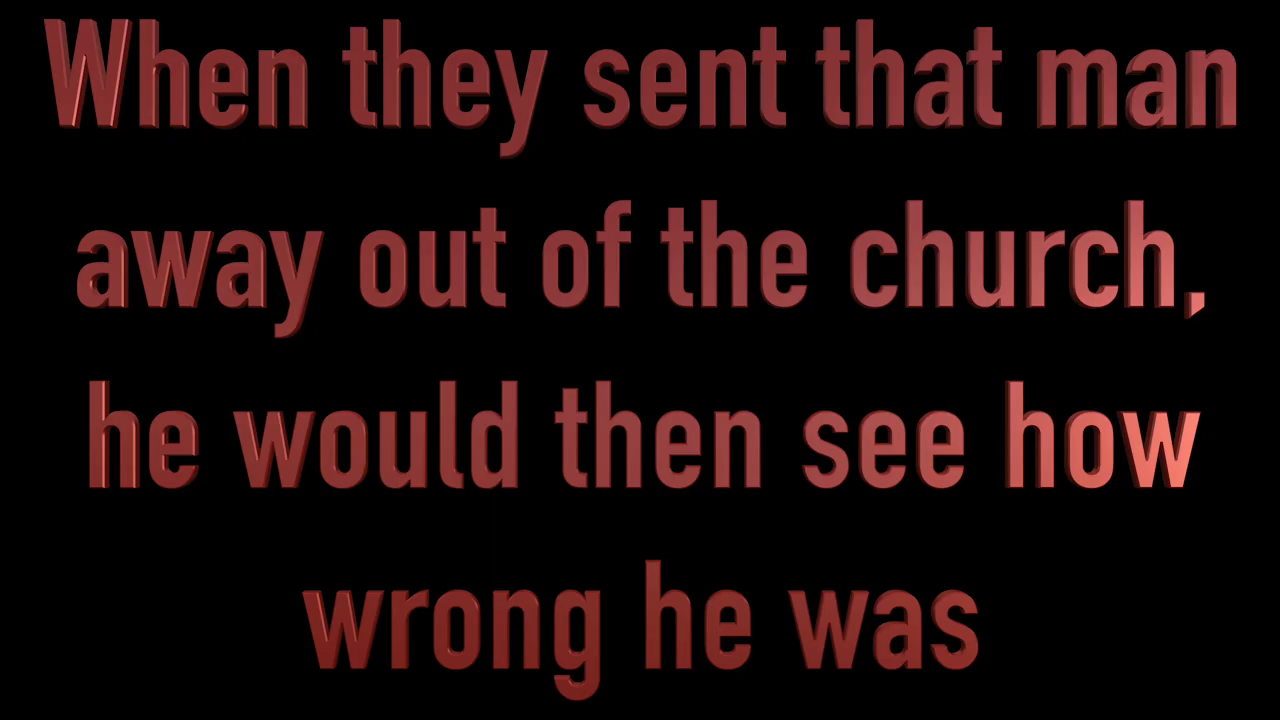 When they sent that man
away out of the church,
he would then see how
wrong he was